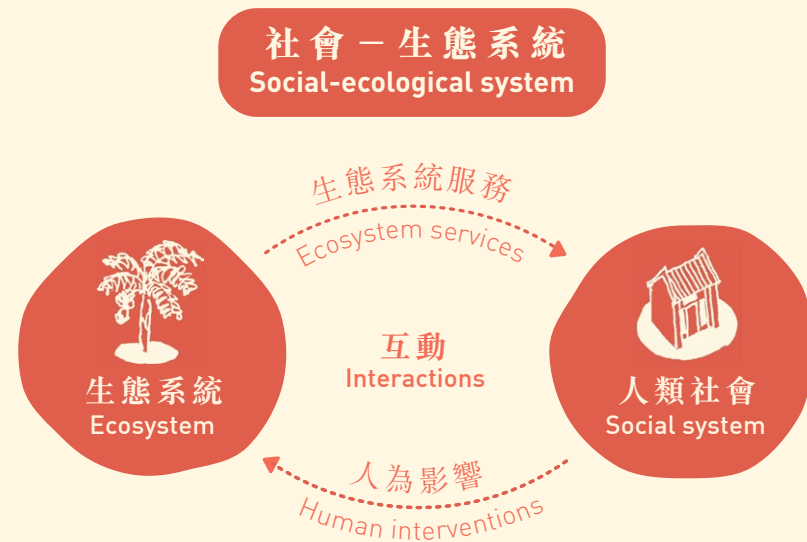 社會－生態系統
Social-ecological system
生態系統服務
Ecosystem services
生態系統
Ecosystem
互動
Interactions
人類社會
Social system
人為影響
Human interventions